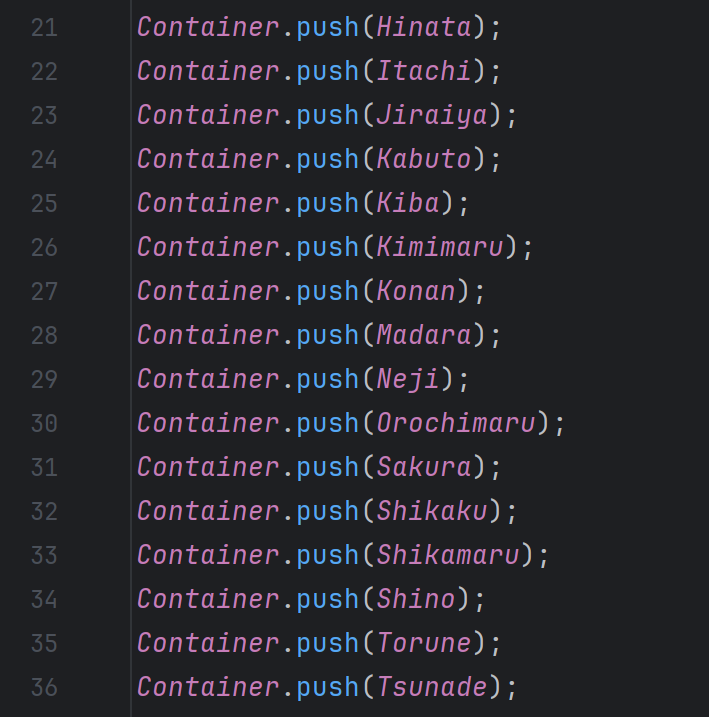 21 Container.push(Hinata);
22 Container.push(Itachi);
23 Container.push(Jiraiya);
24 Container.push(Kabuto);
25 Container.push(Kiba);
26 Container.push(Kimimaru);
27 Container.push(Konan);
28 Container.push(Madara);
29 Container.push(Neji);
30 Container.push(Orochimaru);
31 Container.push(Sakura);
32 Container.push(Shikaku);
33 Container.push(Shikamaru);
34 Container.push(Shino);
35 Container.push(Torune);
36 Container.push(Tsunade);